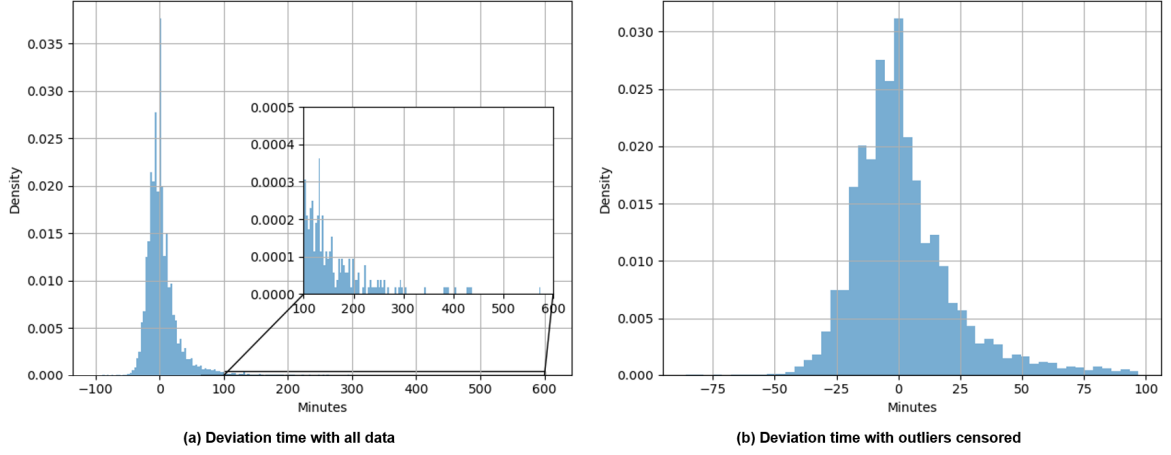 0.035
0.030
0.025
0.020
0.015
0.010
0.005
0.000
Density
−100 0 100 200 300 400 500 600
Minutes
0.0005
0.0004
0.0003
0.0002
0.0001
0.0000
100 200 300 400 500 600
(a) Deviation time with all data
0.030
0.025
0.020
0.015
0.010
0.005
0.000
Density
−75 −50 −25 0 25 50 75 100
Minutes
(b) Deviation time with outliers censored